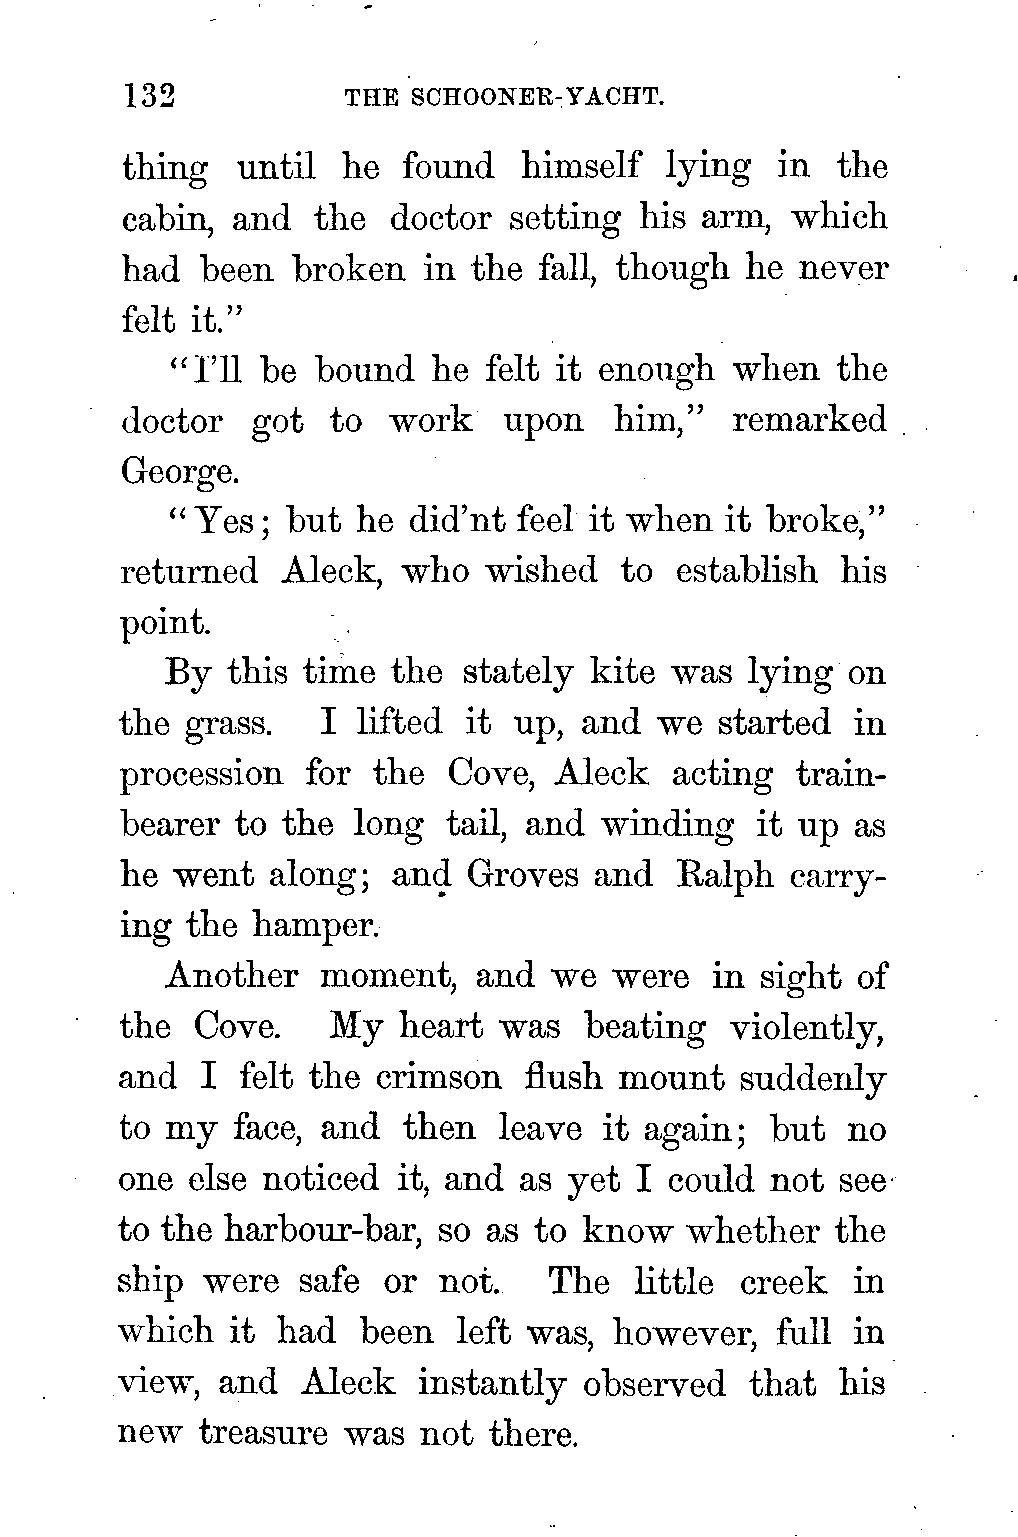 132 THE SCHOONER-YACHT.
thing until he found himself lying in the
cabin, and the doctor setting his arm, which
had been broken in the fall, though he never
felt it.”
“I’ll be bound he felt it enough when the
doctor got to work upon him,” remarked
George.
“Yes; but he did’nt feel it when it broke,”
returned Aleck, who wished to establish his
point.
By this time the stately kite was lying on
the grass. I lifted it up, and we started in
procession for the Cove, Aleck acting train-
bearer to the long tail, and winding it up as
he went along; and Groves and Ralph carry-
ing the hamper.
Another moment, and we were in sight of
the Cove. My heart was beating violently,
and I felt the crimson flush mount suddenly
to my face, and then leave it again; but no
one else noticed it, and as yet I could not see
to the harbour-bar, so as to know whether the
ship were safe or not. The little creek in
which it had been left was, however, full in
view, and Aleck instantly observed that his
new treasure was not there.